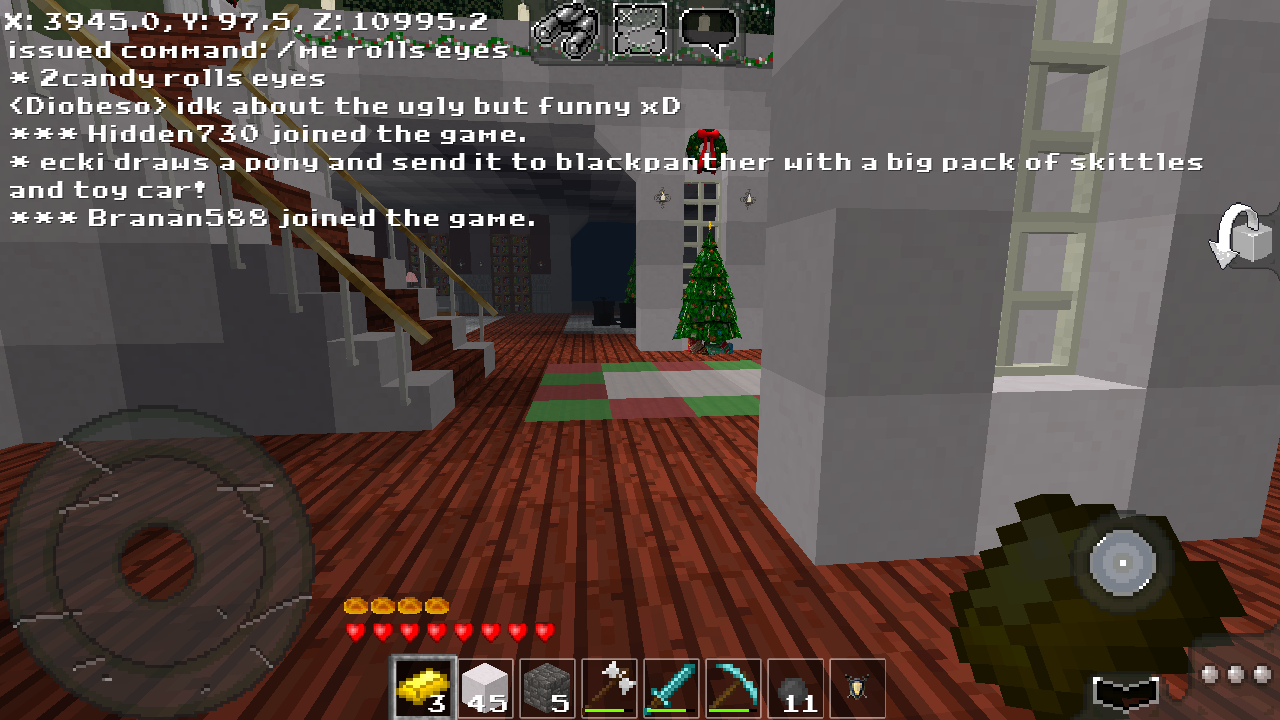 X: 3945.0, Y: 97.5, Z: 10995.2
issued command: /me rolls eyes
* 2candy rolls eyes
<Diobeso> idk about the ugly but funny xD
*** Hidden730 joined the game.
* ecki draws a pony and send it to blackpanther with a big pack of skittles
and toy car!
*** Branan588 joined the game.
3 45 5 11